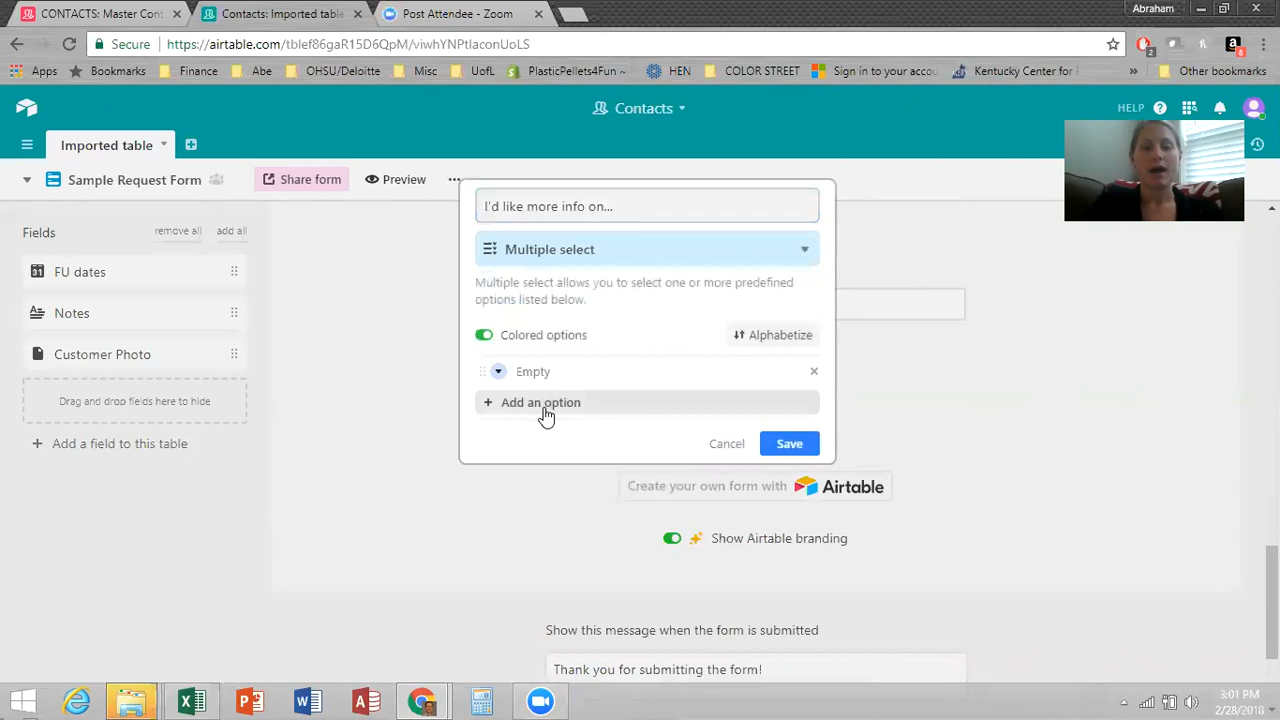 CONTACTS: Master Con
Contacts: Imported table
Post Attendee - Zoom
Abraham
Secure
https://airtable.com/tblef86gaR15D6QpM/viwhYNPtIaconUoLS
2
6
Apps
Bookmarks
Finance
Abe
OHSU/Deloitte
Misc
UofL
PlasticPellets4Fun ~
HEN
COLOR STREET
Sign in to your accou
Kentucky Center for
»
Other bookmarks
Contacts
HELP
Imported table
Sample Request Form
Share form
Preview
Fields
remove all
add all
31
FU dates
Notes
Customer Photo
Drag and drop fields here to hide
+ Add a field to this table
I'd like more info on...
Multiple select
Multiple select allows you to select one or more predefined
options listed below.
Colored options
Alphabetize
Empty
+ Add an option
Cancel
Save
Create your own form with
Airtable
Show Airtable branding
Show this message when the form is submitted
Thank you for submitting the form!
3:01 PM
2/28/2018